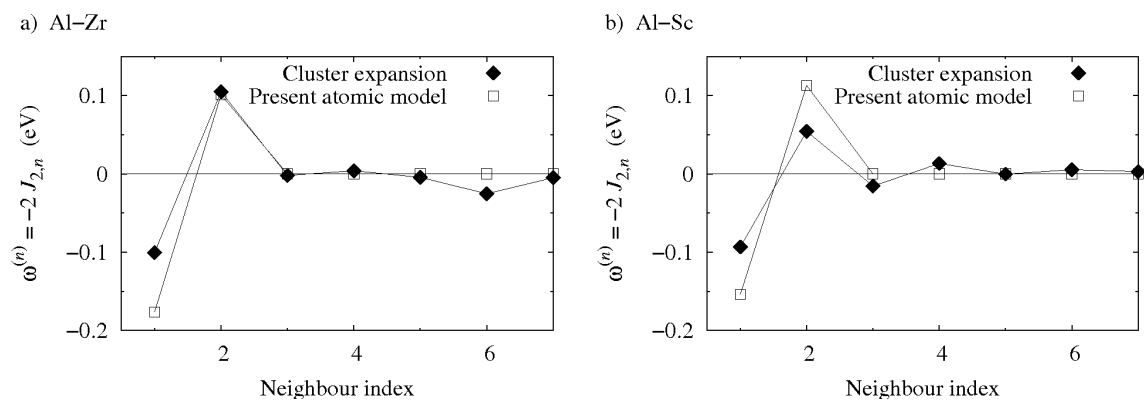 a) Al−Zr
Cluster expansion
Present atomic model
ω(n) = −2 J2,n (eV)
0.1
0
−0.1
−0.2
2
4
6
Neighbour index
b) Al−Sc
Cluster expansion
Present atomic model
ω(n) = −2 J2,n (eV)
0.1
0
−0.1
−0.2
2
4
6
Neighbour index